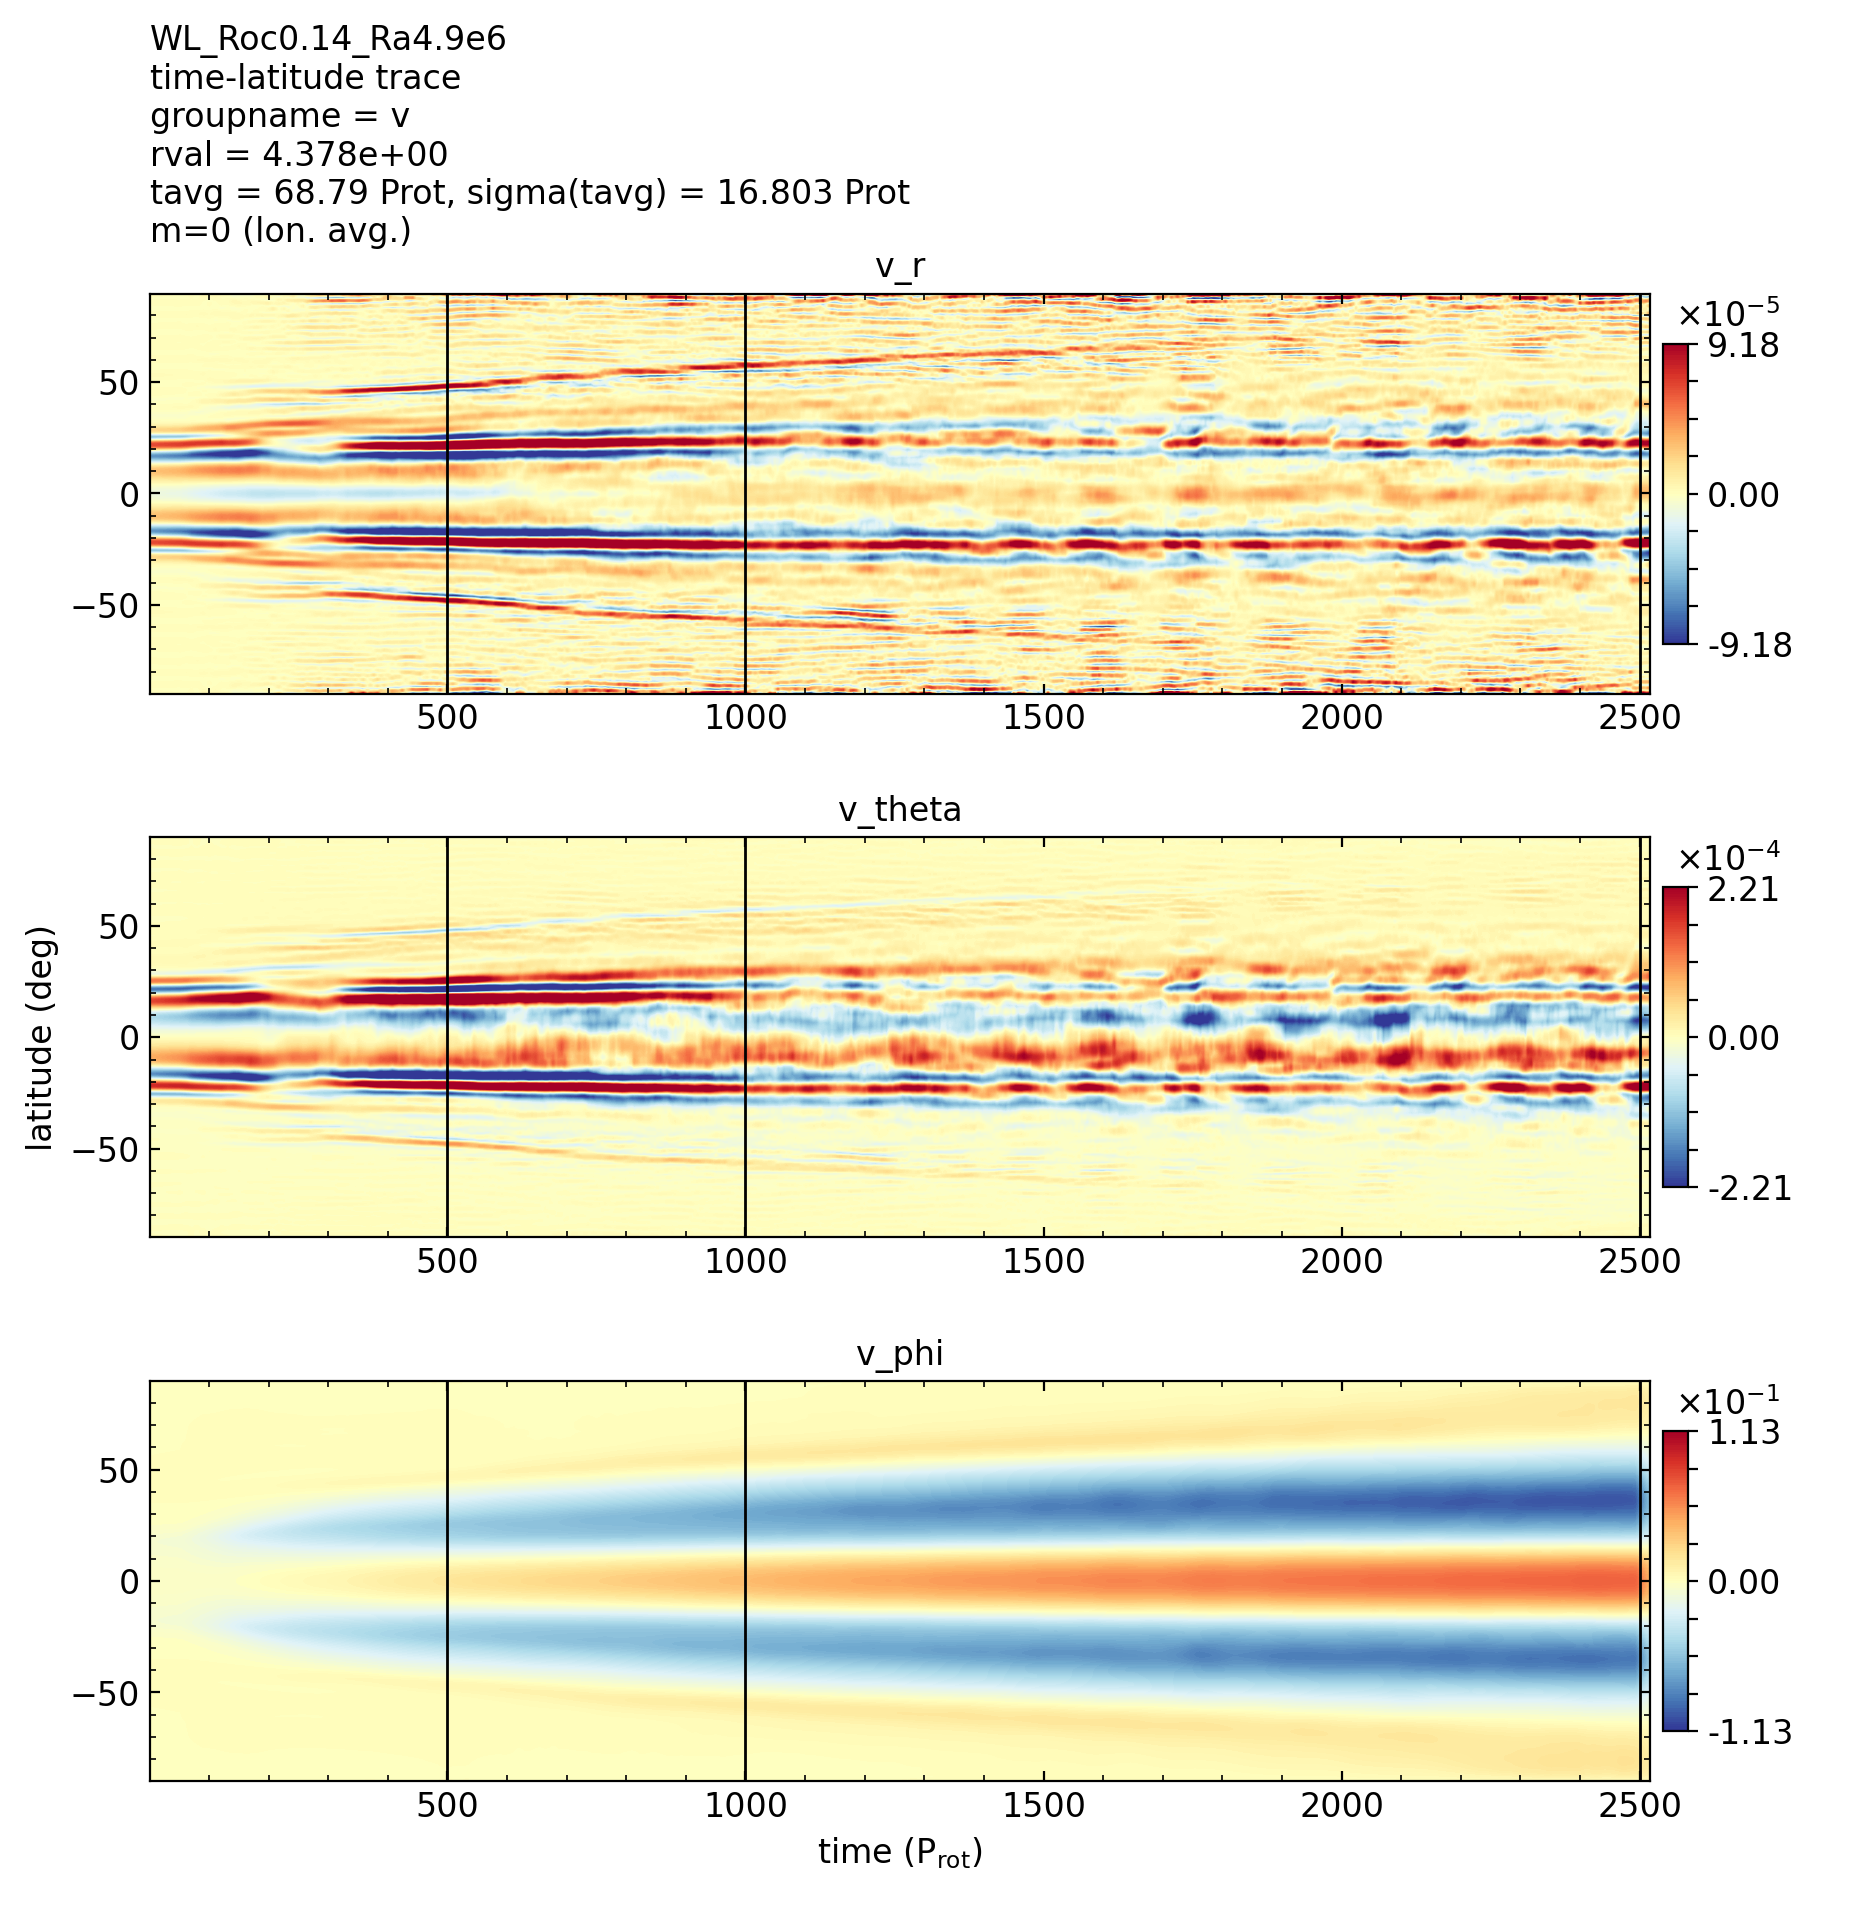 WL_Roc0.14_Ra4.9e6
time-latitude trace
groupname = v
rval = 4.378e+00
tavg = 68.79 Prot, sigma(tavg) = 16.803 Prot
m=0 (lon. avg.)
v_r
×10⁻⁵
9.18
50
0
−50
0.00
-9.18
500 1000 1500 2000 2500
v_theta
×10⁻⁴
2.21
50
0
−50
0.00
-2.21
500 1000 1500 2000 2500
latitude (deg)
v_phi
×10⁻¹
1.13
50
0
−50
0.00
-1.13
500 1000 1500 2000 2500
time (P_rot)